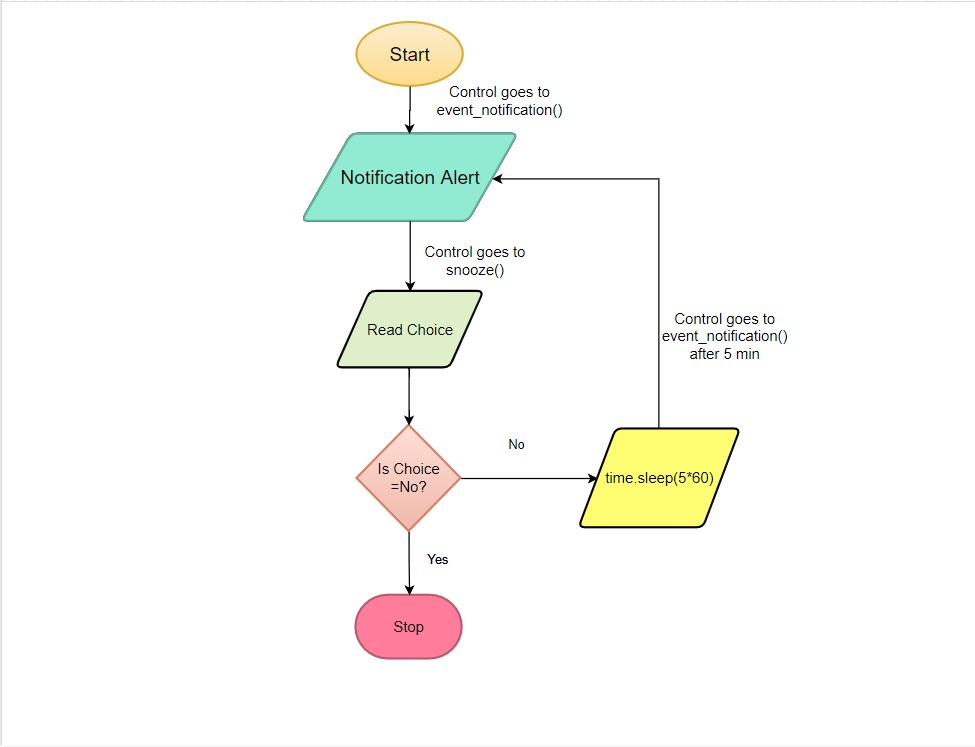 Start
Control goes to
event_notification()
Notification Alert
Control goes to
snooze()
Read Choice
Control goes to
event_notification()
after 5 min
Is Choice
=No?
No
time.sleep(5*60)
Yes
Stop